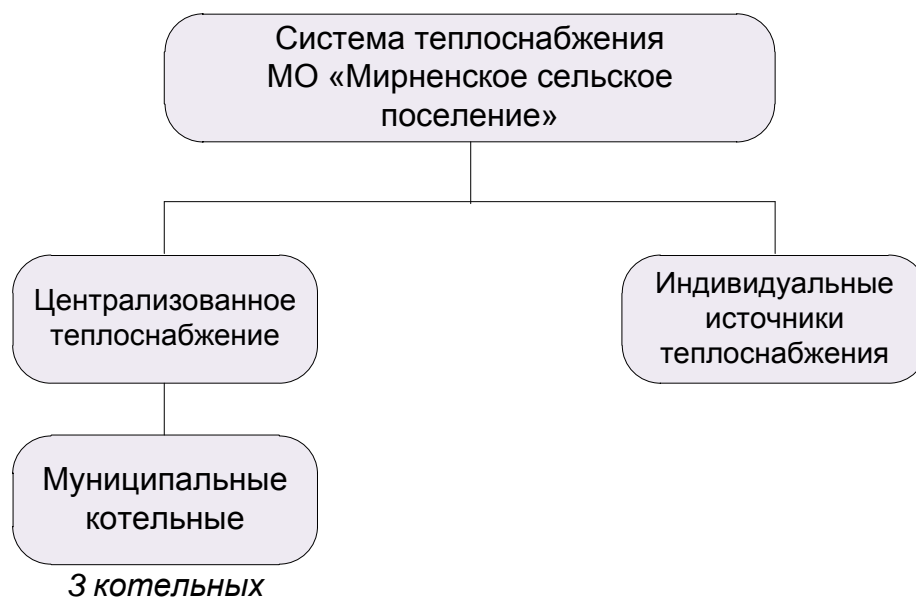 Система теплоснабжения
МО «Мирненское сельское
поселение»
Централизованное
теплоснабжение
Индивидуальные
источники
теплоснабжения
Муниципальные
котельные
3 котельных